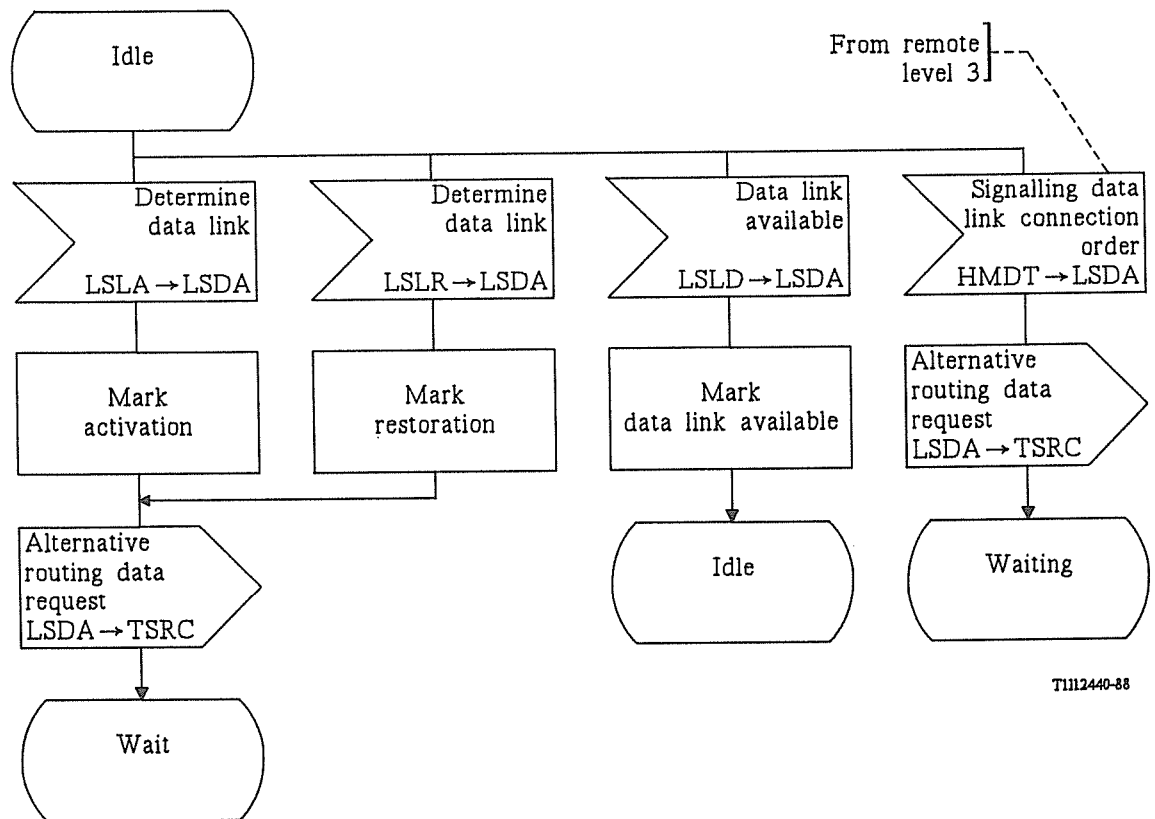 Idle
From remote
level 3
Determine
data link
LSLA → LSDA
Determine
data link
LSLR → LSDA
Data link
available
LSLD → LSDA
Signalling data
link connection
order
HMDT → LSDA
Mark
activation
Mark
restoration
Mark
data link available
Alternative
routing data
request
LSDA → TSRC
Alternative
routing data
request
LSDA → TSRC
Idle
Waiting
Wait
T1112440-88